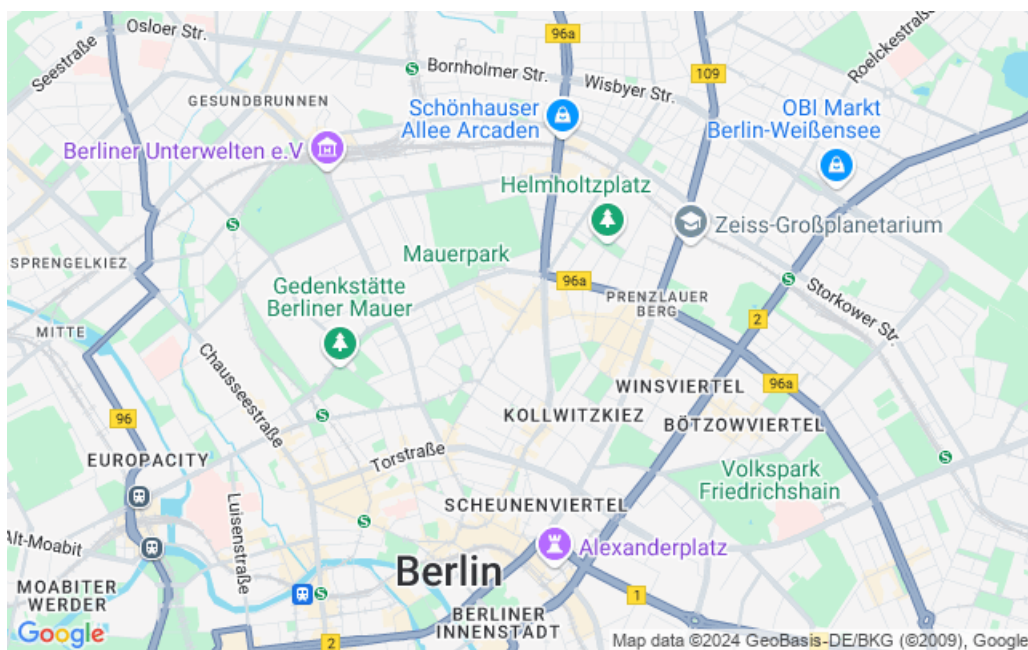 Osloer Str.
96a
Seestraße
Bornholmer Str.
Wisbyer Str.
109
Roelckestraße
GESUNDBRUNNEN
Schönhauser
Allee Arcaden
OBI Markt
Berlin-Weißensee
Berliner Unterwelten e.V
Helmholtzplatz
Zeiss-Großplanetarium
Mauerpark
SPRENGELKIEZ
Gedenkstätte
Berliner Mauer
96a
PRENZLAUER
BERG
Storkower Str.
MITTE
2
Chausseestraße
WINSVIERTEL
96a
96
KOLLWITZKIEZ
BÖTZOWVIERTEL
EUROPACITY
Torstraße
Volkspark
Friedrichshain
Luisenstraße
SCHEUNENVIERTEL
Alt-Moabit
Alexanderplatz
Berlin
MOABITER
WERDER
1
BERLINER
INNENSTADT
2
Google
Map data ©2024 GeoBasis-DE/BKG (©2009), Google
S
S
S
S
S
S
S